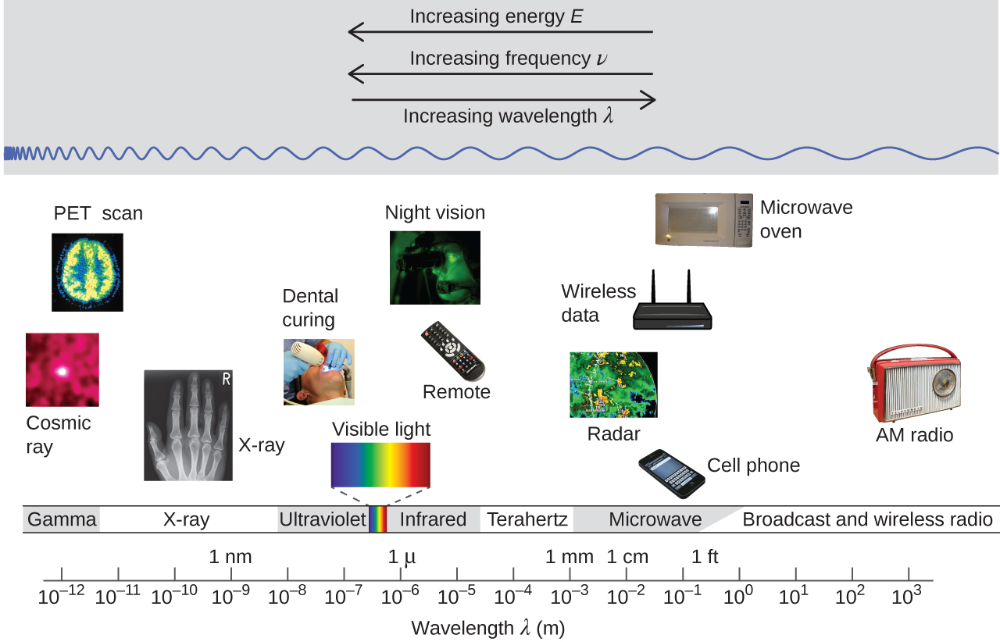 Increasing energy E
Increasing frequency ν
Increasing wavelength λ
PET scan
Night vision
Microwave
oven
Dental
curing
Wireless
data
Cosmic
ray
R
X-ray
Remote
Visible light
Radar
Cell phone
AM radio
Gamma X-ray Ultraviolet Infrared Terahertz Microwave Broadcast and wireless radio
1 nm 1 μ 1 mm 1 cm 1 ft
10⁻¹² 10⁻¹¹ 10⁻¹⁰ 10⁻⁹ 10⁻⁸ 10⁻⁷ 10⁻⁶ 10⁻⁵ 10⁻⁴ 10⁻³ 10⁻² 10⁻¹ 10⁰ 10¹ 10² 10³
Wavelength λ (m)